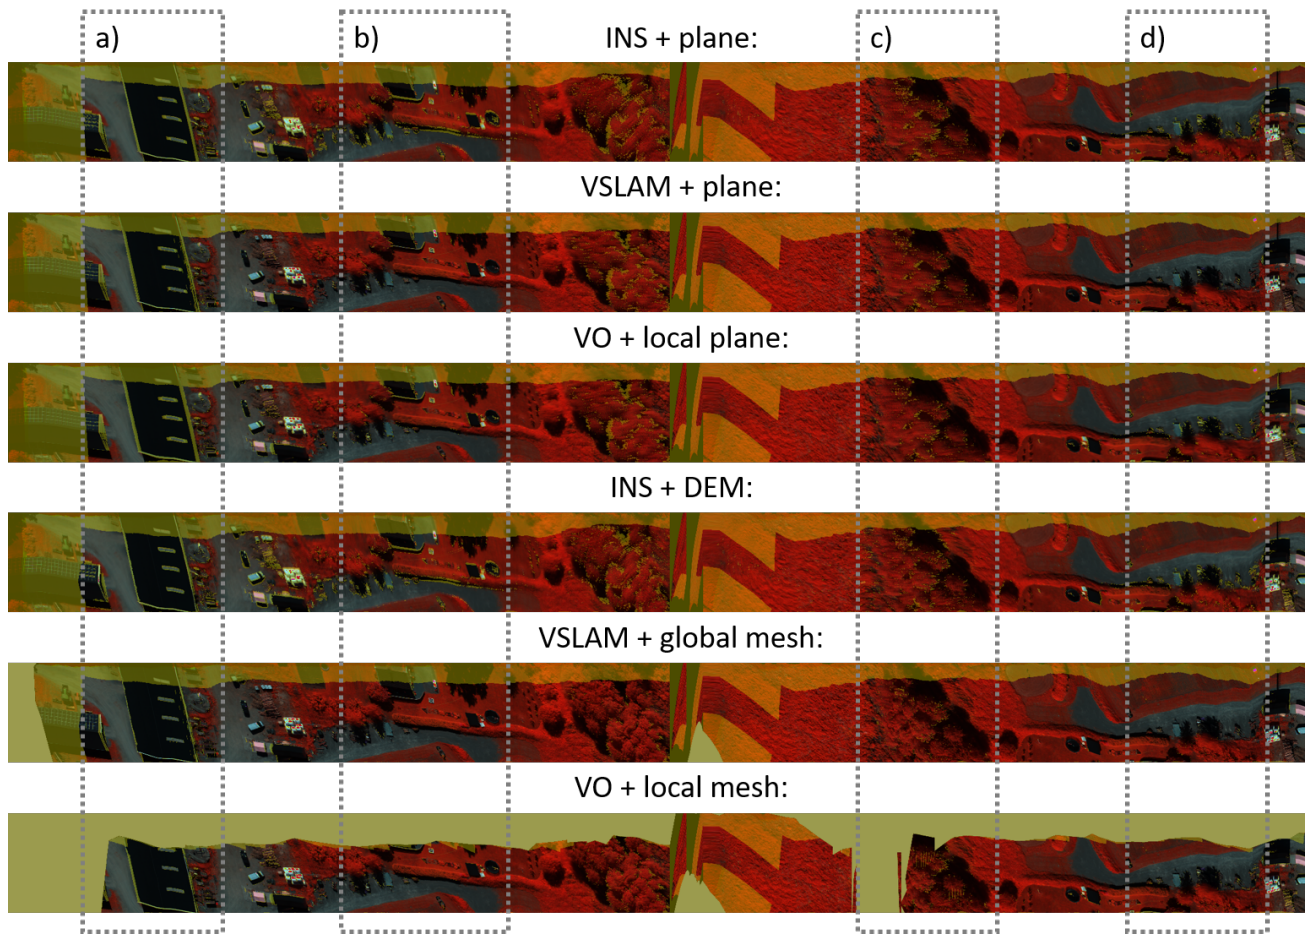 a) b) INS + plane: c) d)
VSLAM + plane:
VO + local plane:
INS + DEM:
VSLAM + global mesh:
VO + local mesh: